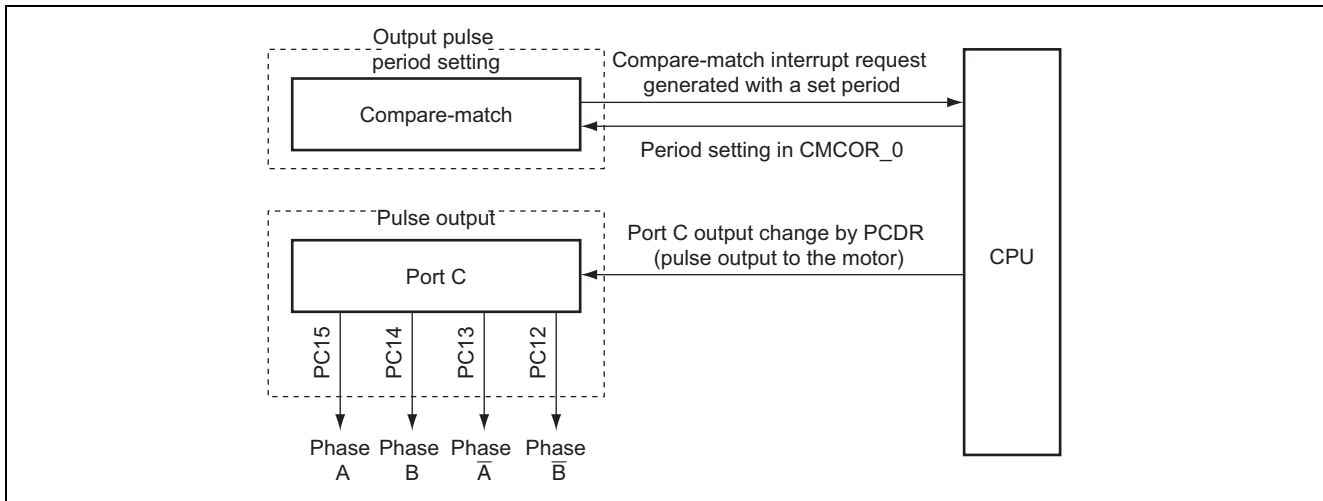 Output pulse
period setting
Compare-match
Compare-match interrupt request
generated with a set period
Period setting in CMCOR_0
Pulse output
Port C
Port C output change by PCDR
(pulse output to the motor)
CPU
PC15
PC14
PC13
PC12
Phase
A
Phase
B
Phase
A̅
Phase
B̅